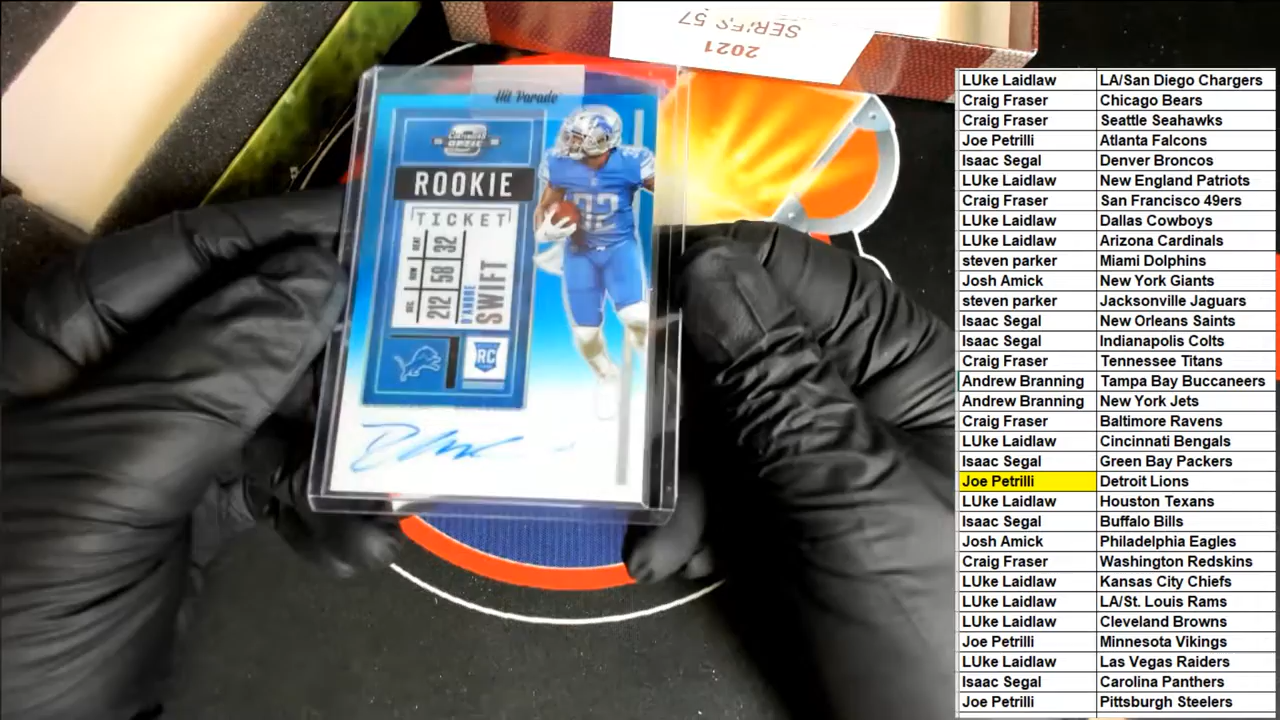 SERIES 57
2021
Hit Parade
ROOKIE
TICKET
SEAT 32
ROW 58
SEC 212
D'ANDRE
SWIFT
32
RC
LUke Laidlaw LA/San Diego Chargers
Craig Fraser Chicago Bears
Craig Fraser Seattle Seahawks
Joe Petrilli Atlanta Falcons
Isaac Segal Denver Broncos
LUke Laidlaw New England Patriots
Craig Fraser San Francisco 49ers
LUke Laidlaw Dallas Cowboys
LUke Laidlaw Arizona Cardinals
steven parker Miami Dolphins
Josh Amick New York Giants
steven parker Jacksonville Jaguars
Isaac Segal New Orleans Saints
Isaac Segal Indianapolis Colts
Craig Fraser Tennessee Titans
Andrew Branning Tampa Bay Buccaneers
Andrew Branning New York Jets
Craig Fraser Baltimore Ravens
LUke Laidlaw Cincinnati Bengals
Isaac Segal Green Bay Packers
Joe Petrilli Detroit Lions
LUke Laidlaw Houston Texans
Isaac Segal Buffalo Bills
Josh Amick Philadelphia Eagles
Craig Fraser Washington Redskins
LUke Laidlaw Kansas City Chiefs
LUke Laidlaw LA/St. Louis Rams
LUke Laidlaw Cleveland Browns
Joe Petrilli Minnesota Vikings
LUke Laidlaw Las Vegas Raiders
Isaac Segal Carolina Panthers
Joe Petrilli Pittsburgh Steelers